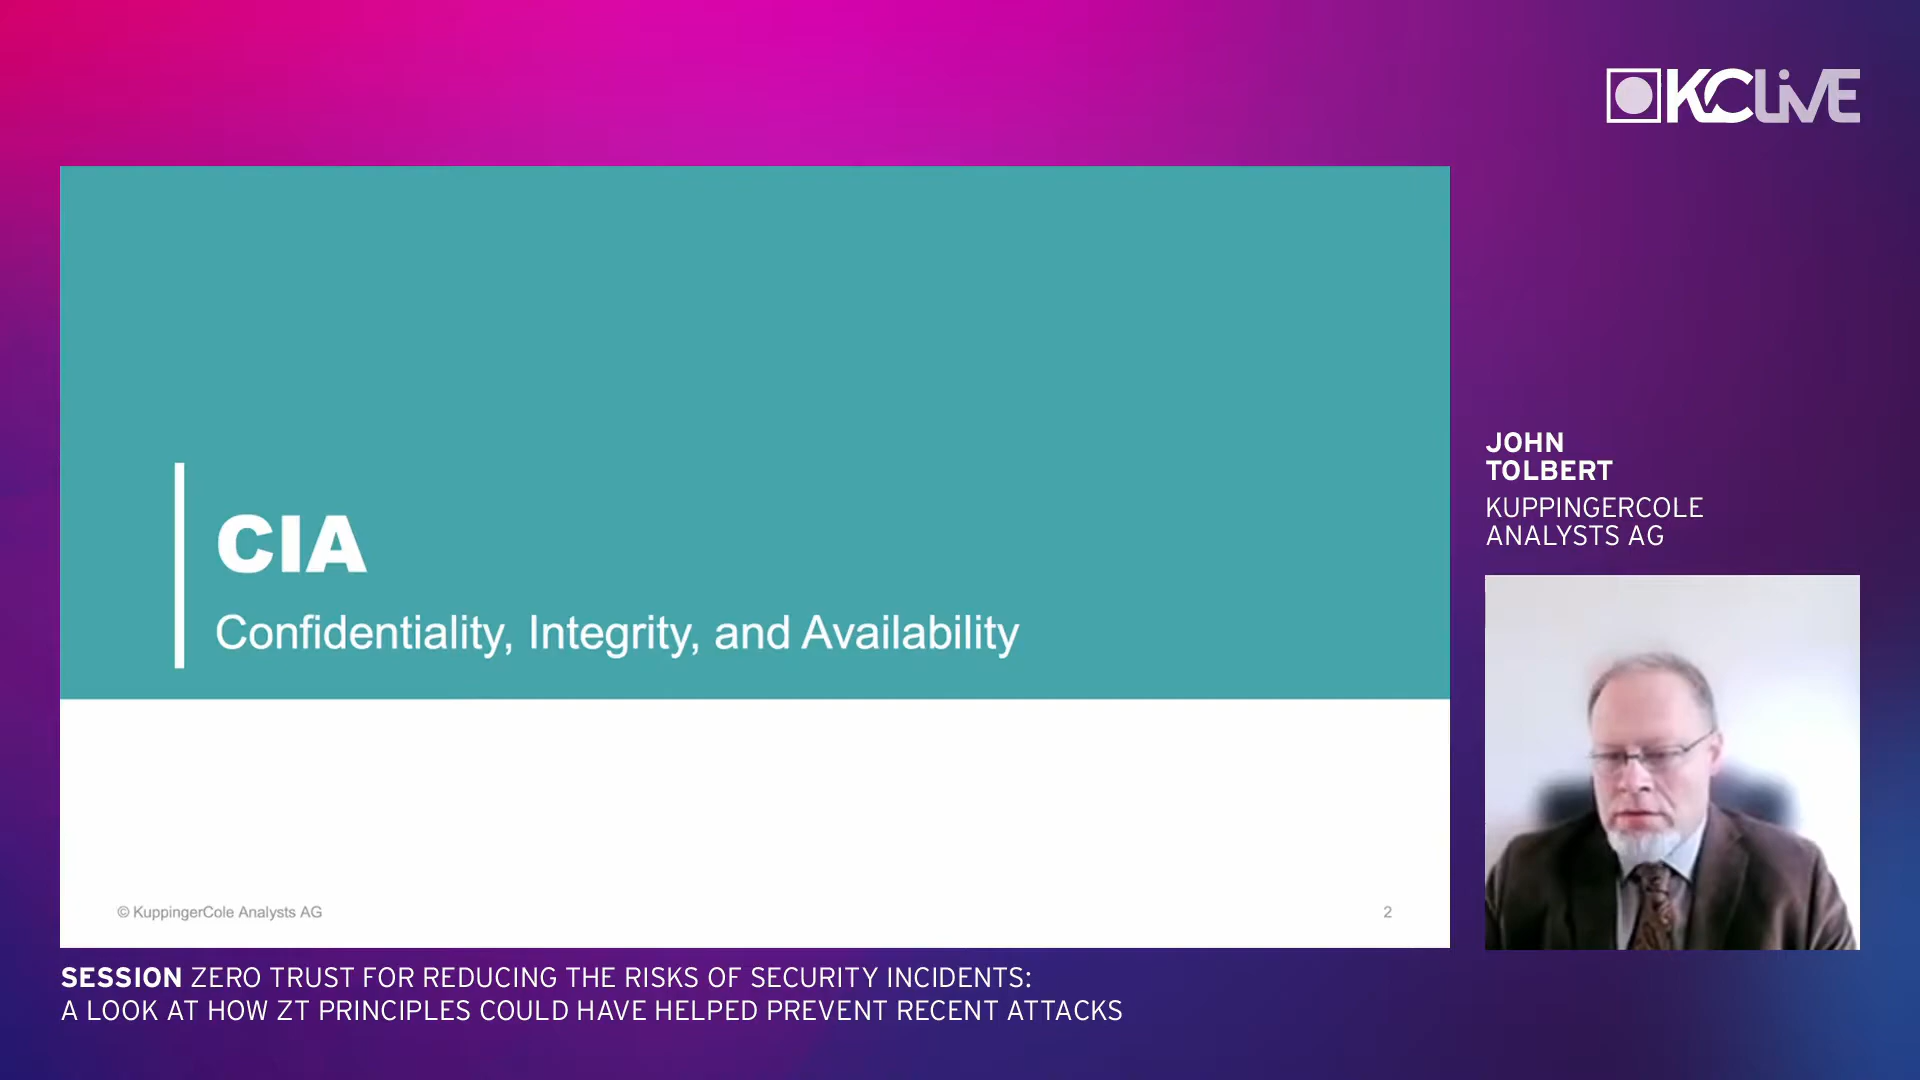 KCLiVE
CIA
Confidentiality, Integrity, and Availability
© KuppingerCole Analysts AG
2
JOHN
TOLBERT
KUPPINGERCOLE
ANALYSTS AG
SESSION ZERO TRUST FOR REDUCING THE RISKS OF SECURITY INCIDENTS:
A LOOK AT HOW ZT PRINCIPLES COULD HAVE HELPED PREVENT RECENT ATTACKS